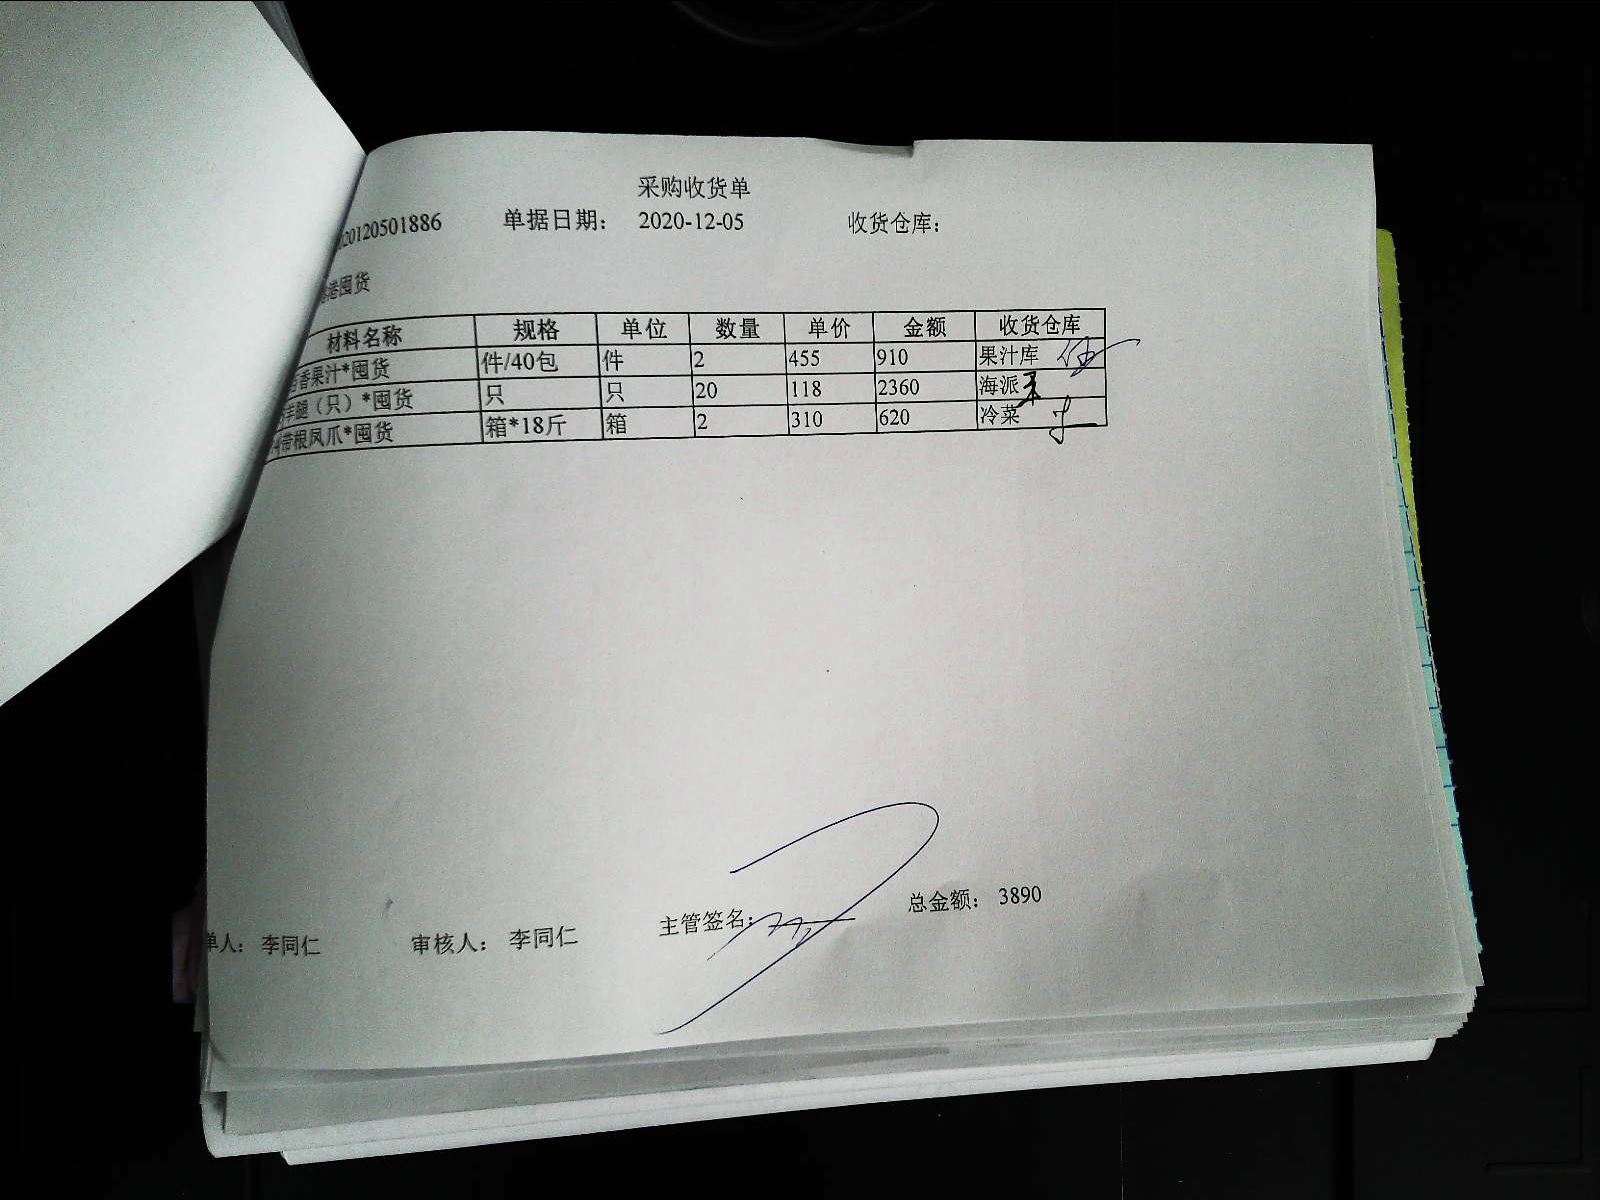 采购收货单
20120501886 单据日期： 2020-12-05 收货仓库：
港囤货
材料名称 规格 单位 数量 单价 金额 收货仓库
香果汁*囤货 件/40包 件 2 455 910 果汁库
羊腿（只）*囤货 只 只 20 118 2360 海派
带根凤爪*囤货 箱*18斤 箱 2 310 620 冷菜
单人： 李同仁 审核人： 李同仁 主管签名： 总金额： 3890